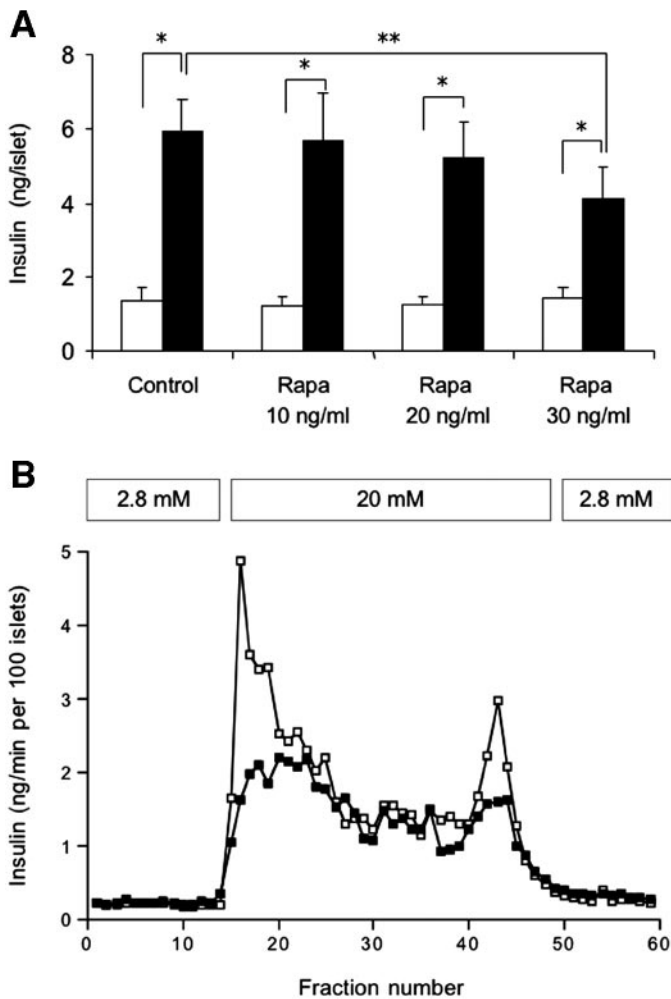 A
* ** * * *
8
6
4
2
0
Insulin (ng/islet)
Control Rapa Rapa Rapa
10 ng/ml 20 ng/ml 30 ng/ml
B
2.8 mM 20 mM 2.8 mM
5
4
3
2
1
0
Insulin (ng/min per 100 islets)
0 10 20 30 40 50 60
Fraction number